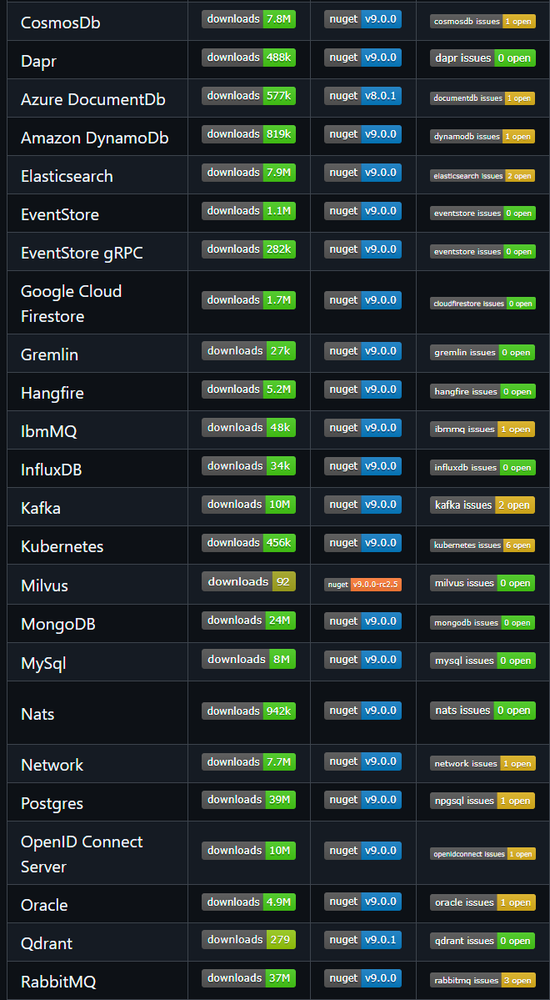 CosmosDb downloads 7.8M nuget v9.0.0 cosmosdb issues 1 open
Dapr downloads 488k nuget v9.0.0 dapr issues 0 open
Azure DocumentDb downloads 577k nuget v8.0.1 documentdb issues 1 open
Amazon DynamoDb downloads 819k nuget v9.0.0 dynamodb issues 1 open
Elasticsearch downloads 7.9M nuget v9.0.0 elasticsearch issues 2 open
EventStore downloads 1.1M nuget v9.0.0 eventstore issues 0 open
EventStore gRPC downloads 282k nuget v9.0.0 eventstore issues 0 open
Google Cloud
Firestore downloads 1.7M nuget v9.0.0 cloudfirestore issues 0 open
Gremlin downloads 27k nuget v9.0.0 gremlin issues 0 open
Hangfire downloads 5.2M nuget v9.0.0 hangfire issues 0 open
IbmMQ downloads 48k nuget v9.0.0 ibmmq issues 1 open
InfluxDB downloads 34k nuget v9.0.0 influxdb issues 0 open
Kafka downloads 10M nuget v9.0.0 kafka issues 2 open
Kubernetes downloads 456k nuget v9.0.0 kubernetes issues 6 open
Milvus downloads 92 nuget v9.0.0-rc2.5 milvus issues 0 open
MongoDB downloads 24M nuget v9.0.0 mongodb issues 0 open
MySql downloads 8M nuget v9.0.0 mysql issues 0 open
Nats downloads 942k nuget v9.0.0 nats issues 0 open
Network downloads 7.7M nuget v9.0.0 network issues 1 open
Postgres downloads 39M nuget v9.0.0 npgsql issues 1 open
OpenID Connect
Server downloads 10M nuget v9.0.0 openidconnect issues 1 open
Oracle downloads 4.9M nuget v9.0.0 oracle issues 1 open
Qdrant downloads 279 nuget v9.0.1 qdrant issues 0 open
RabbitMQ downloads 37M nuget v9.0.0 rabbitmq issues 3 open